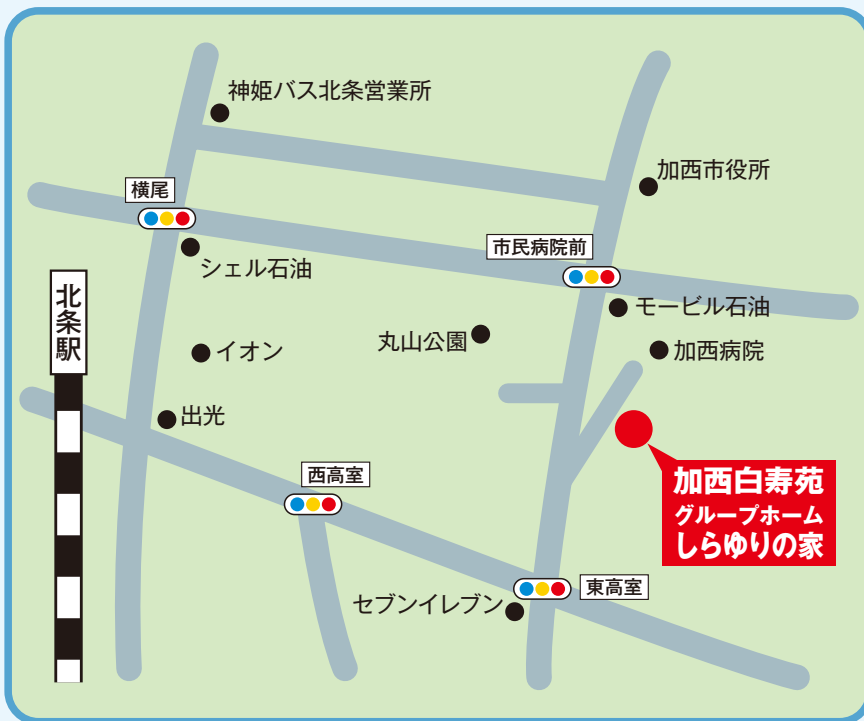 神姫バス北条営業所
加西市役所
横尾
市民病院前
シェル石油
モービル石油
北条駅
丸山公園
イオン
加西病院
出光
西高室
加西白寿苑
グループホーム
しらゆりの家
東高室
セブンイレブン